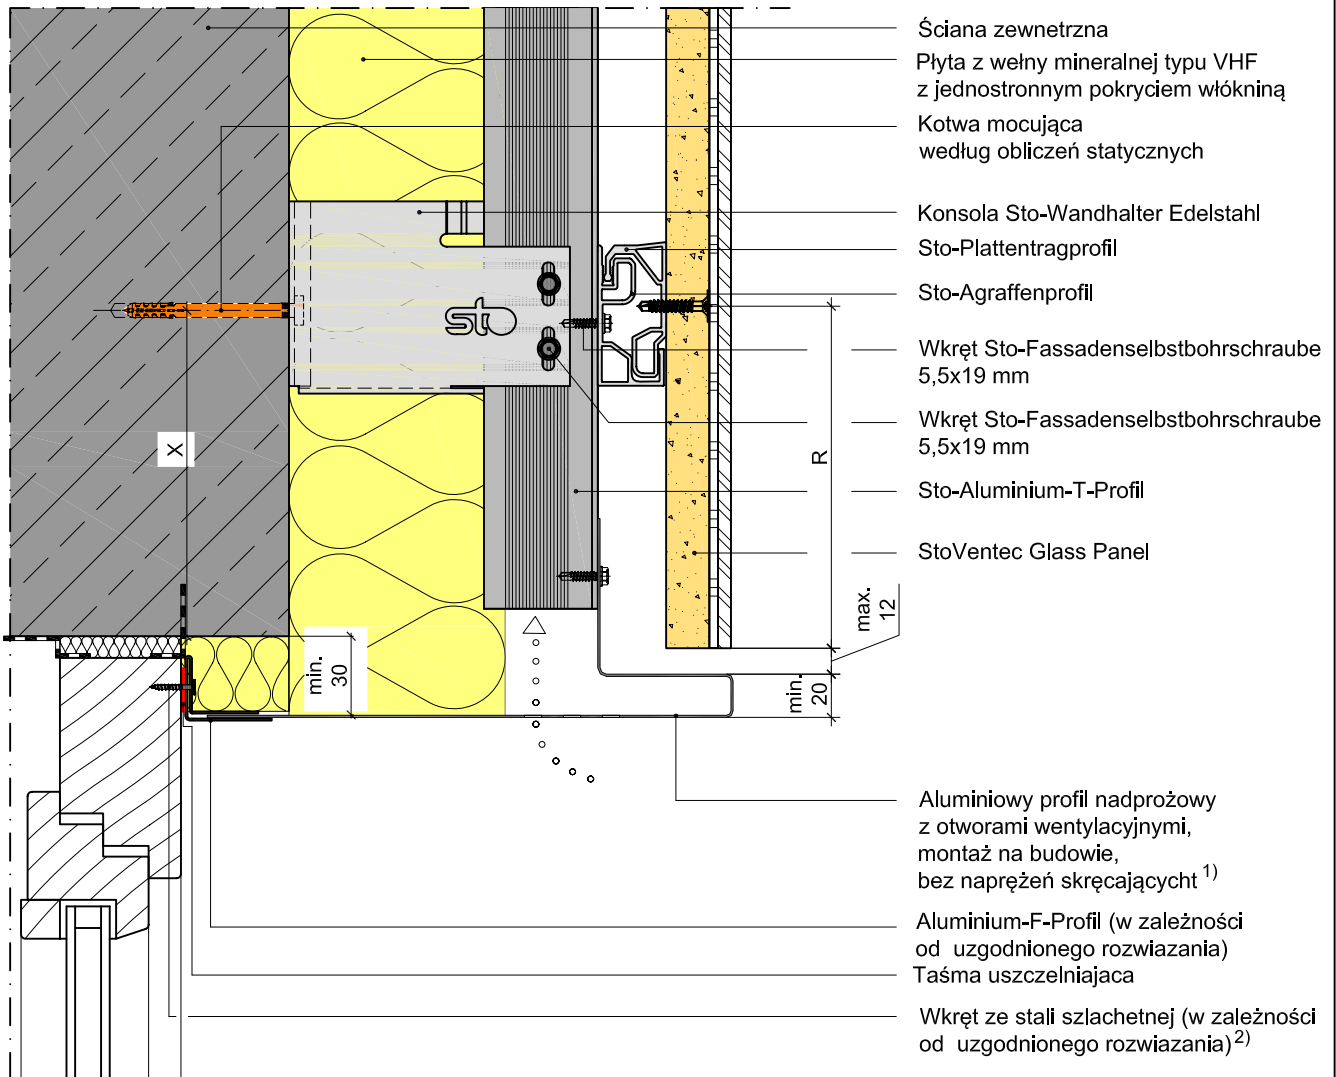 Ściana zewnetrzna
Płyta z wełny mineralnej typu VHF
z jednostronnym pokryciem włókniną
Kotwa mocująca
według obliczeń statycznych
Konsola Sto-Wandhalter Edelstahl
Sto-Plattentragprofil
Sto-Agraffenprofil
Wkręt Sto-Fassadenselbstbohrschraube
5,5x19 mm
Wkręt Sto-Fassadenselbstbohrschraube
5,5x19 mm
Sto-Aluminium-T-Profil
StoVentec Glass Panel
sto
X
R
max.
12
min.
30
min.
20
Aluminiowy profil nadprożowy
z otworami wentylacyjnymi,
montaż na budowie,
bez naprężeń skręcającycht 1)
Aluminium-F-Profil (w zależności
od uzgodnionego rozwiazania)
Taśma uszczelniajaca
Wkręt ze stali szlachetnej (w zależności
od uzgodnionego rozwiazania) 2)